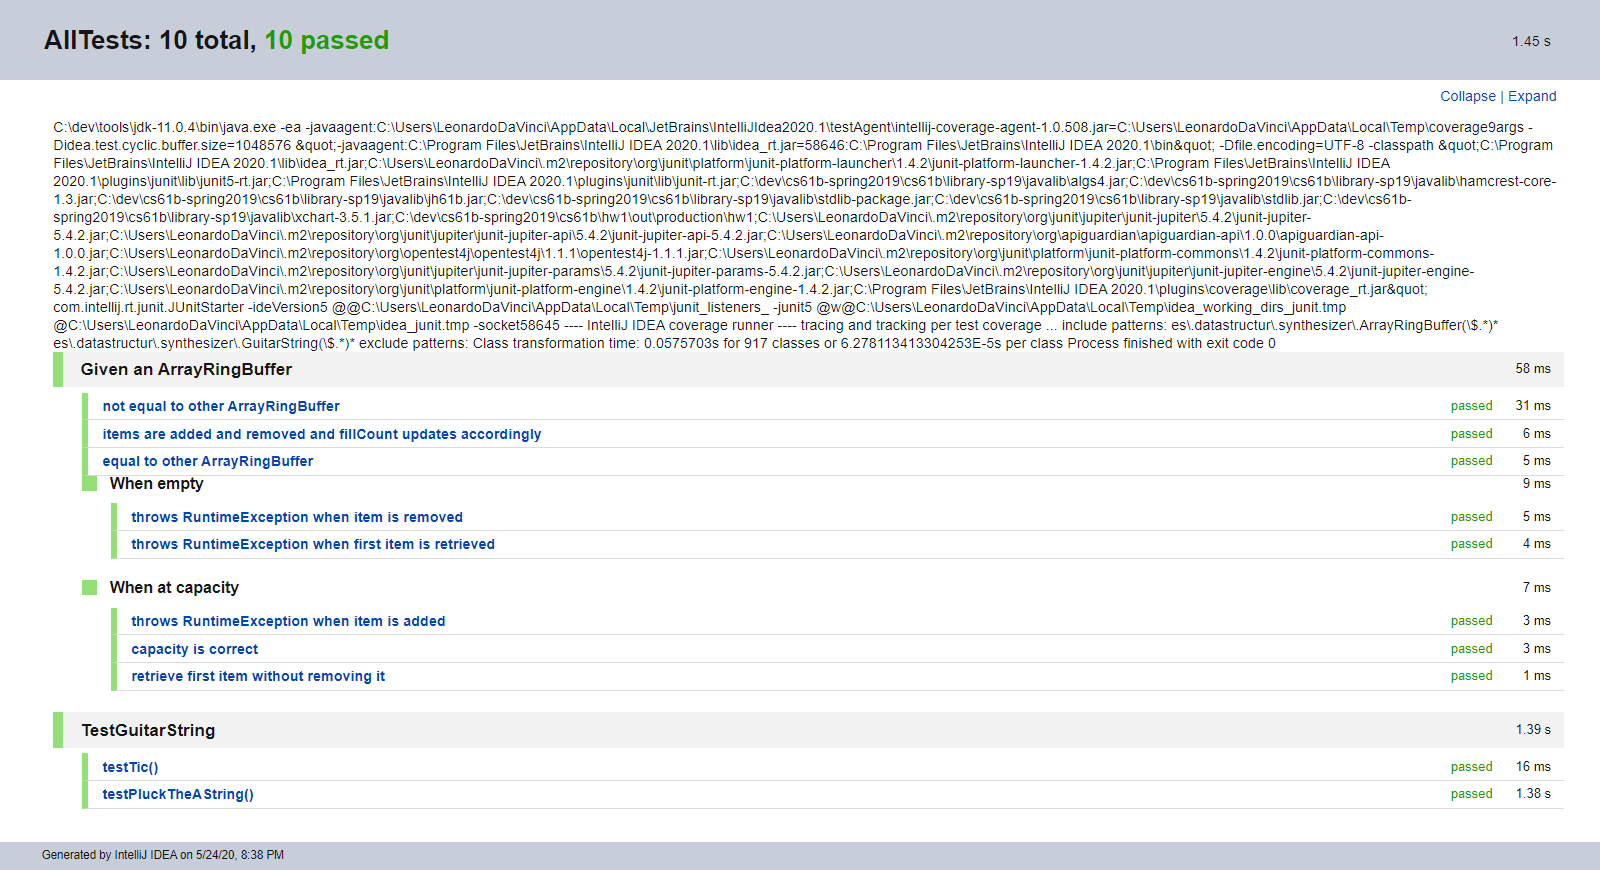 AllTests: 10 total, 10 passed
1.45 s
Collapse | Expand
C:\dev\tools\jdk-11.0.4\bin\java.exe -ea -javaagent:C:\Users\LeonardoDaVinci\AppData\Local\JetBrains\IntelliJIdea2020.1\testAgent\intellij-coverage-agent-1.0.508.jar=C:\Users\LeonardoDaVinci\AppData\Local\Temp\coverage9args -
Didea.test.cyclic.buffer.size=1048576 &quot;-javaagent:C:\Program Files\JetBrains\IntelliJ IDEA 2020.1\lib\idea_rt.jar=58646:C:\Program Files\JetBrains\IntelliJ IDEA 2020.1\bin&quot; -Dfile.encoding=UTF-8 -classpath &quot;C:\Program
Files\JetBrains\IntelliJ IDEA 2020.1\lib\idea_rt.jar;C:\Users\LeonardoDaVinci\.m2\repository\org\junit\platform\junit-platform-launcher\1.4.2\junit-platform-launcher-1.4.2.jar;C:\Program Files\JetBrains\IntelliJ IDEA
2020.1\plugins\junit\lib\junit5-rt.jar;C:\Program Files\JetBrains\IntelliJ IDEA 2020.1\plugins\junit\lib\junit-rt.jar;C:\dev\cs61b-spring2019\cs61b\library-sp19\javalib\algs4.jar;C:\dev\cs61b-spring2019\cs61b\library-sp19\javalib\hamcrest-core-
1.3.jar;C:\dev\cs61b-spring2019\cs61b\library-sp19\javalib\jh61b.jar;C:\dev\cs61b-spring2019\cs61b\library-sp19\javalib\stdlib-package.jar;C:\dev\cs61b-spring2019\cs61b\library-sp19\javalib\stdlib.jar;C:\dev\cs61b-
spring2019\cs61b\library-sp19\javalib\xchart-3.5.1.jar;C:\dev\cs61b-spring2019\cs61b\hw1\out\production\hw1;C:\Users\LeonardoDaVinci\.m2\repository\org\junit\jupiter\junit-jupiter\5.4.2\junit-jupiter-
5.4.2.jar;C:\Users\LeonardoDaVinci\.m2\repository\org\junit\jupiter\junit-jupiter-api\5.4.2\junit-jupiter-api-5.4.2.jar;C:\Users\LeonardoDaVinci\.m2\repository\org\apiguardian\apiguardian-api\1.0.0\apiguardian-api-
1.0.0.jar;C:\Users\LeonardoDaVinci\.m2\repository\org\opentest4j\opentest4j\1.1.1\opentest4j-1.1.1.jar;C:\Users\LeonardoDaVinci\.m2\repository\org\junit\platform\junit-platform-commons\1.4.2\junit-platform-commons-
1.4.2.jar;C:\Users\LeonardoDaVinci\.m2\repository\org\junit\jupiter\junit-jupiter-params\5.4.2\junit-jupiter-params-5.4.2.jar;C:\Users\LeonardoDaVinci\.m2\repository\org\junit\jupiter\junit-jupiter-engine\5.4.2\junit-jupiter-engine-
5.4.2.jar;C:\Users\LeonardoDaVinci\.m2\repository\org\junit\platform\junit-platform-engine\1.4.2\junit-platform-engine-1.4.2.jar;C:\Program Files\JetBrains\IntelliJ IDEA 2020.1\plugins\coverage\lib\coverage_rt.jar&quot;
com.intellij.rt.junit.JUnitStarter -ideVersion5 @@C:\Users\LeonardoDaVinci\AppData\Local\Temp\junit_listeners_ -junit5 @w@C:\Users\LeonardoDaVinci\AppData\Local\Temp\idea_working_dirs_junit.tmp
@C:\Users\LeonardoDaVinci\AppData\Local\Temp\idea_junit.tmp -socket58645 ---- IntelliJ IDEA coverage runner ---- tracing and tracking per test coverage ... include patterns: es\.datastructur\.synthesizer\.ArrayRingBuffer(\$.*)*
es\.datastructur\.synthesizer\.GuitarString(\$.*)* exclude patterns: Class transformation time: 0.0575703s for 917 classes or 6.278113413304253E-5s per class Process finished with exit code 0
Given an ArrayRingBuffer 58 ms
not equal to other ArrayRingBuffer passed 31 ms
items are added and removed and fillCount updates accordingly passed 6 ms
equal to other ArrayRingBuffer passed 5 ms
When empty 9 ms
throws RuntimeException when item is removed passed 5 ms
throws RuntimeException when first item is retrieved passed 4 ms
When at capacity 7 ms
throws RuntimeException when item is added passed 3 ms
capacity is correct passed 3 ms
retrieve first item without removing it passed 1 ms
TestGuitarString 1.39 s
testTic() passed 16 ms
testPluckTheAString() passed 1.38 s
Generated by IntelliJ IDEA on 5/24/20, 8:38 PM